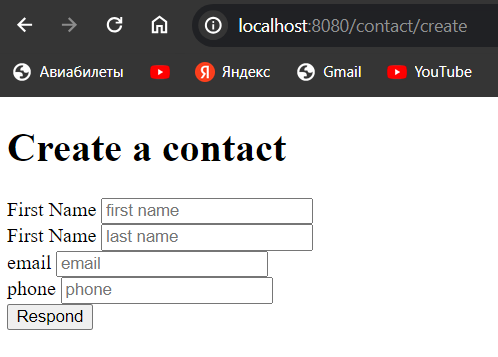 localhost:8080/contact/create
Авиабилеты Я Яндекс Gmail YouTube
Create a contact
First Name first name
First Name last name
email email
phone phone
Respond